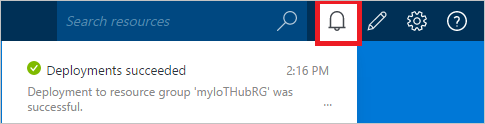 Search resources
Deployments succeeded 2:16 PM
Deployment to resource group 'myIoTHubRG' was
successful.
...